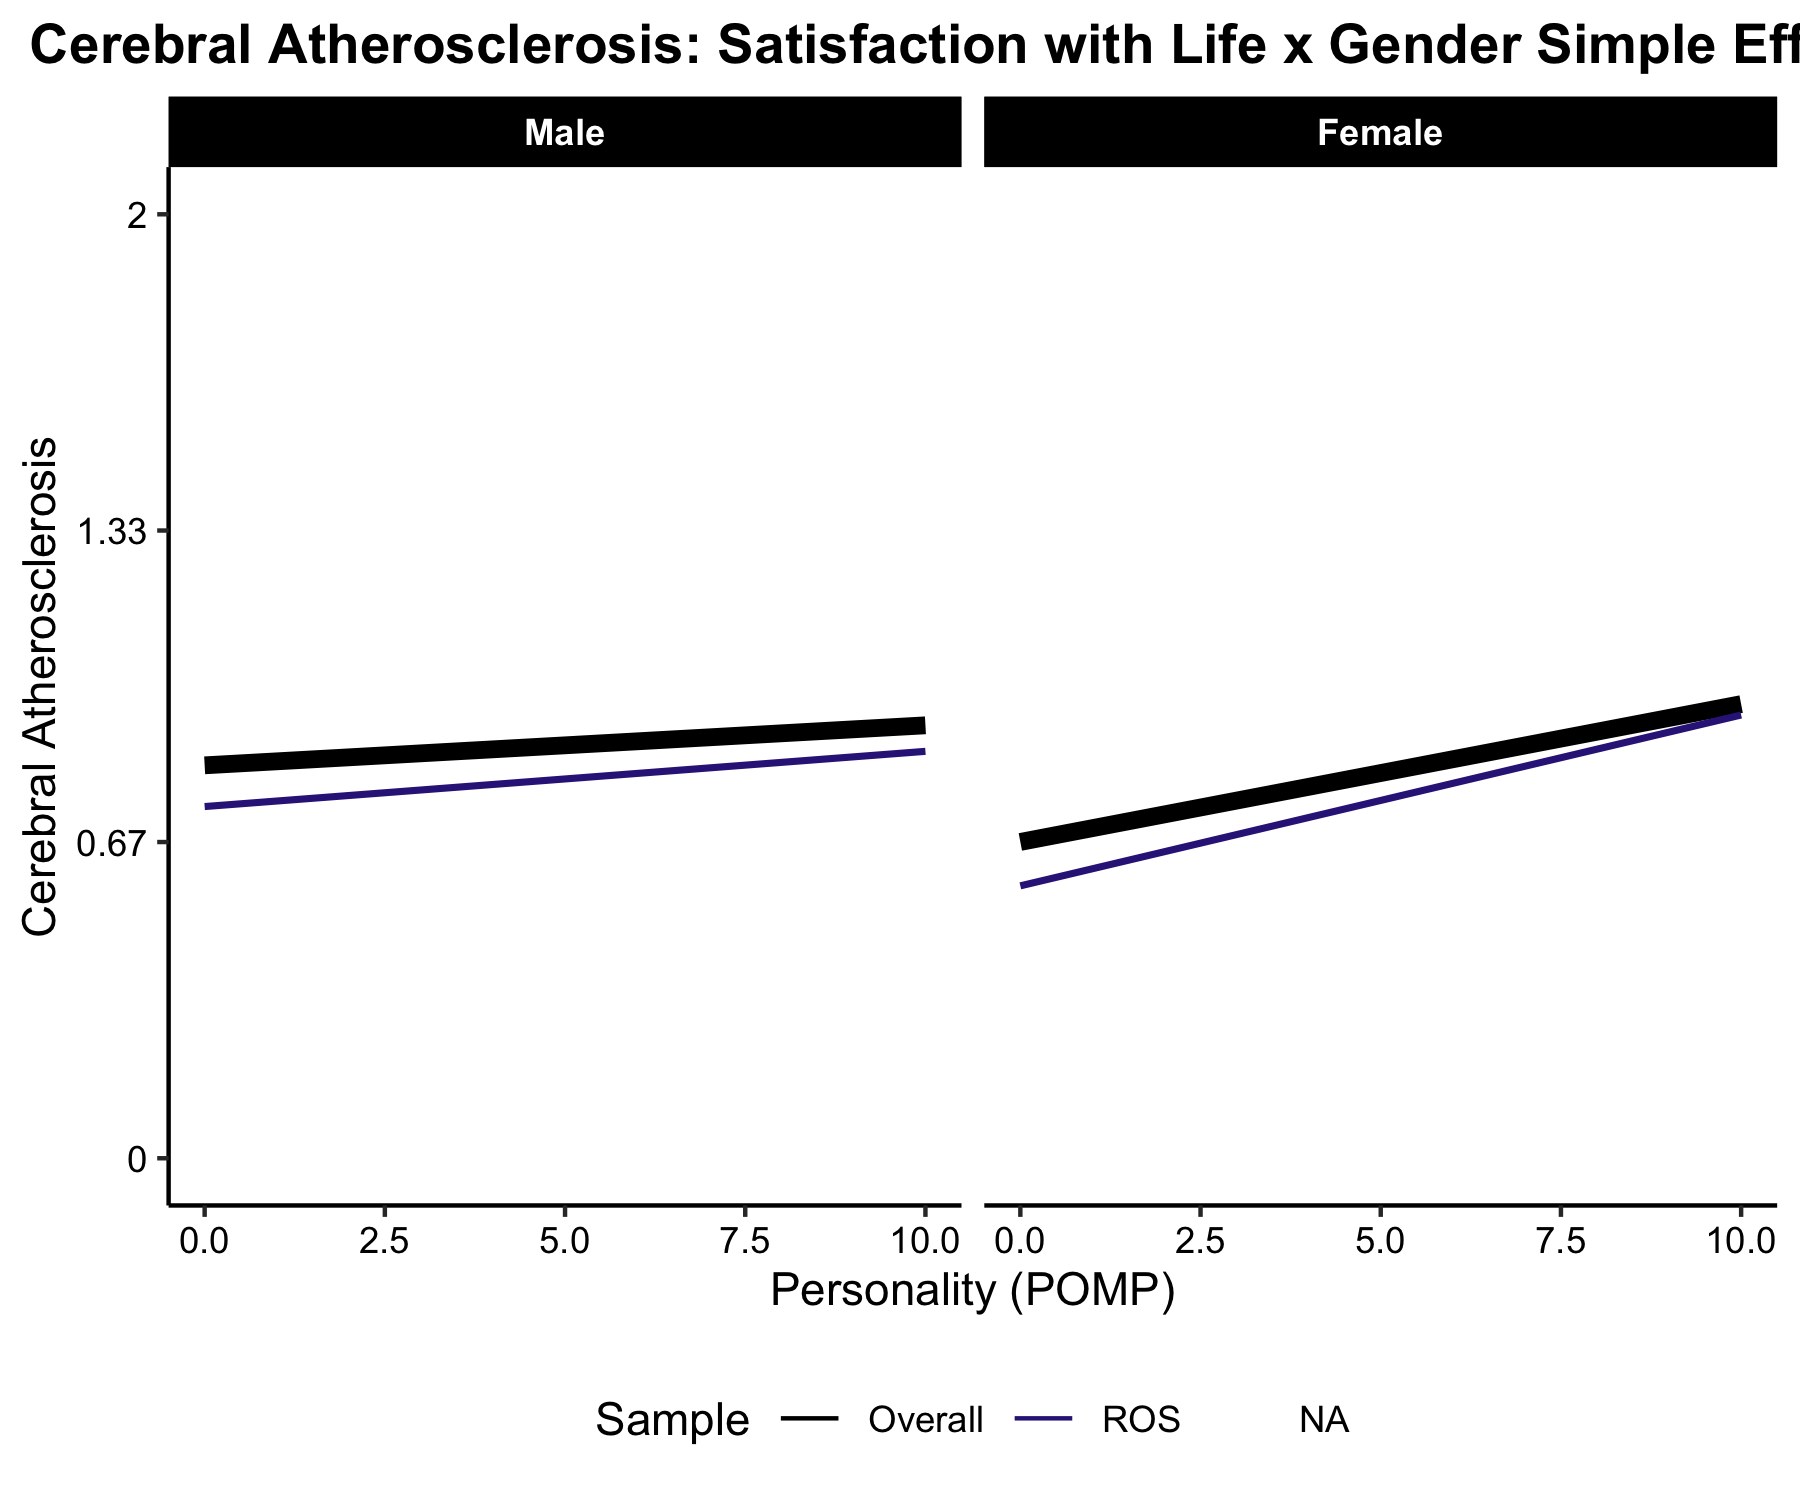 Cerebral Atherosclerosis: Satisfaction with Life x Gender Simple Eff
Male Female
Cerebral Atherosclerosis
2
1.33
0.67
0
0.0 2.5 5.0 7.5 10.0 0.0 2.5 5.0 7.5 10.0
Personality (POMP)
Sample Overall ROS NA